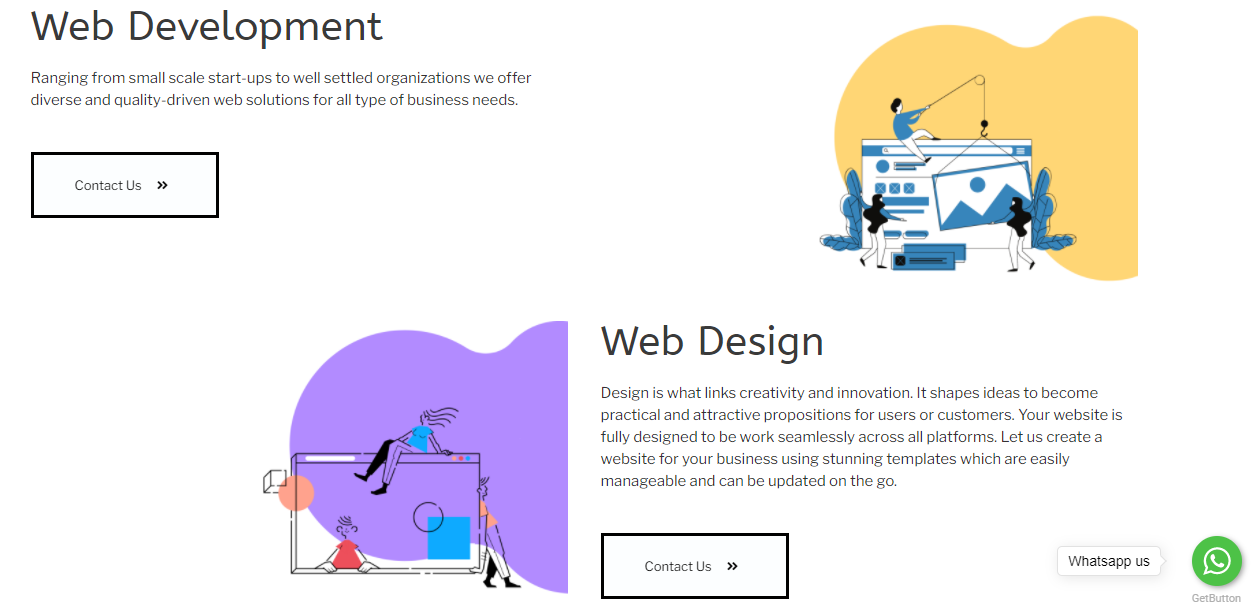 Web Development
Ranging from small scale start-ups to well settled organizations we offer
diverse and quality-driven web solutions for all type of business needs.
Contact Us »
Web Design
Design is what links creativity and innovation. It shapes ideas to become
practical and attractive propositions for users or customers. Your website is
fully designed to be work seamlessly across all platforms. Let us create a
website for your business using stunning templates which are easily
manageable and can be updated on the go.
Contact Us »
Whatsapp us
GetButton